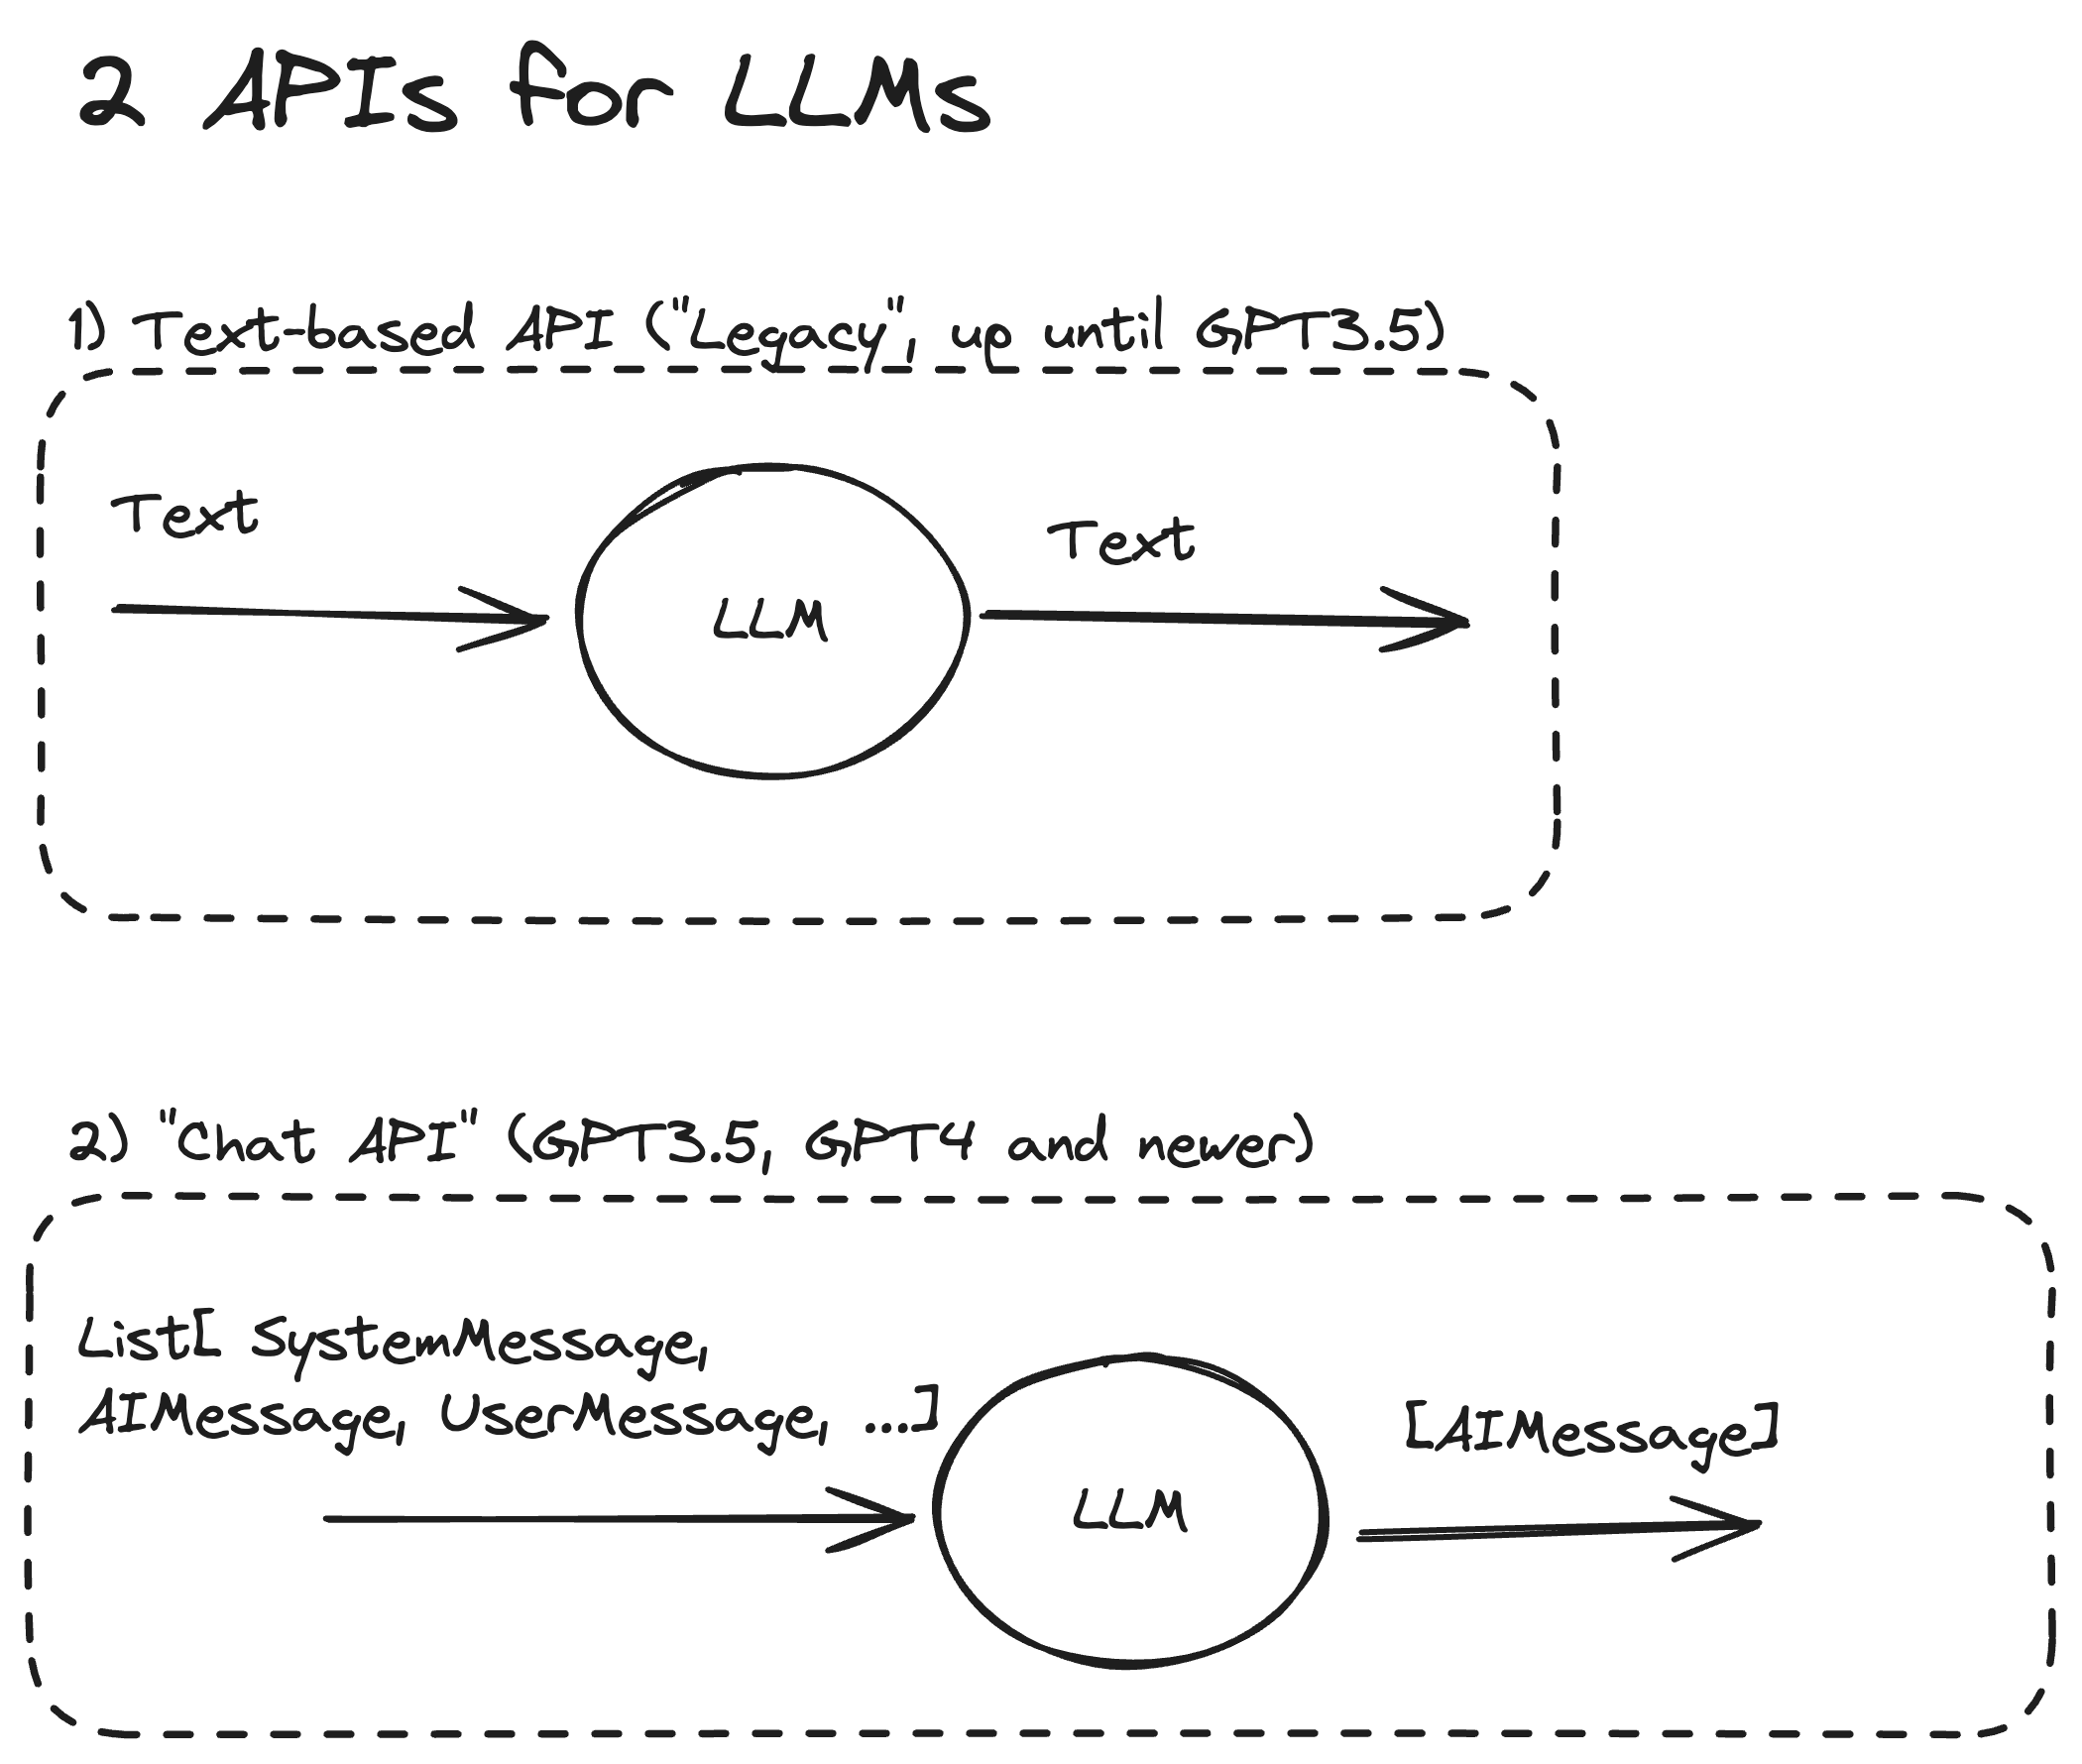 2 APIs for LLMs
1) Text-based API ("Legacy", up until GPT3.5)
Text
Text
LLM
2) "Chat API" (GPT3.5, GPT4 and newer)
List[ SystemMessage,
AIMessage, UserMessage, ...]
[AIMessage]
LLM